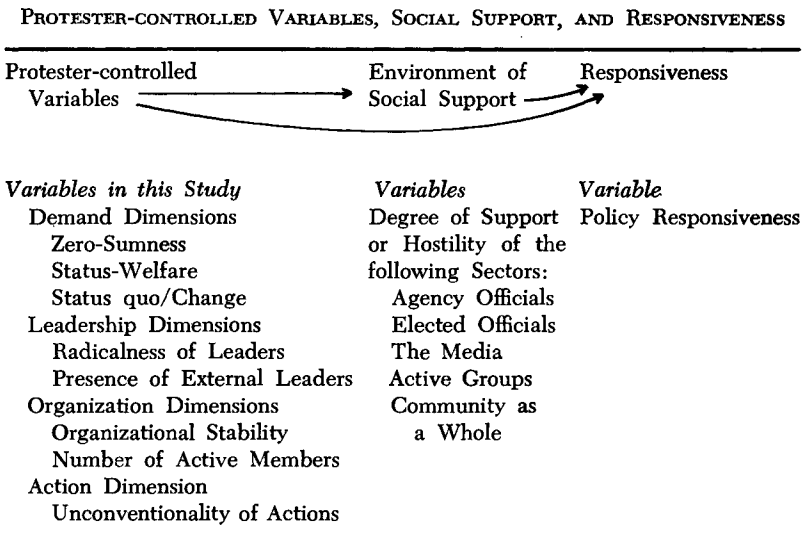 PROTESTER-CONTROLLED VARIABLES, SOCIAL SUPPORT, AND RESPONSIVENESS
Protester-controlled
Variables
Environment of
Social Support
Responsiveness
Variables in this Study
Demand Dimensions
Zero-Sumness
Status-Welfare
Status quo/Change
Leadership Dimensions
Radicalness of Leaders
Presence of External Leaders
Organization Dimensions
Organizational Stability
Number of Active Members
Action Dimension
Unconventionality of Actions
Variables
Degree of Support
or Hostility of the
following Sectors:
Agency Officials
Elected Officials
The Media
Active Groups
Community as
a Whole
Variable
Policy Responsiveness